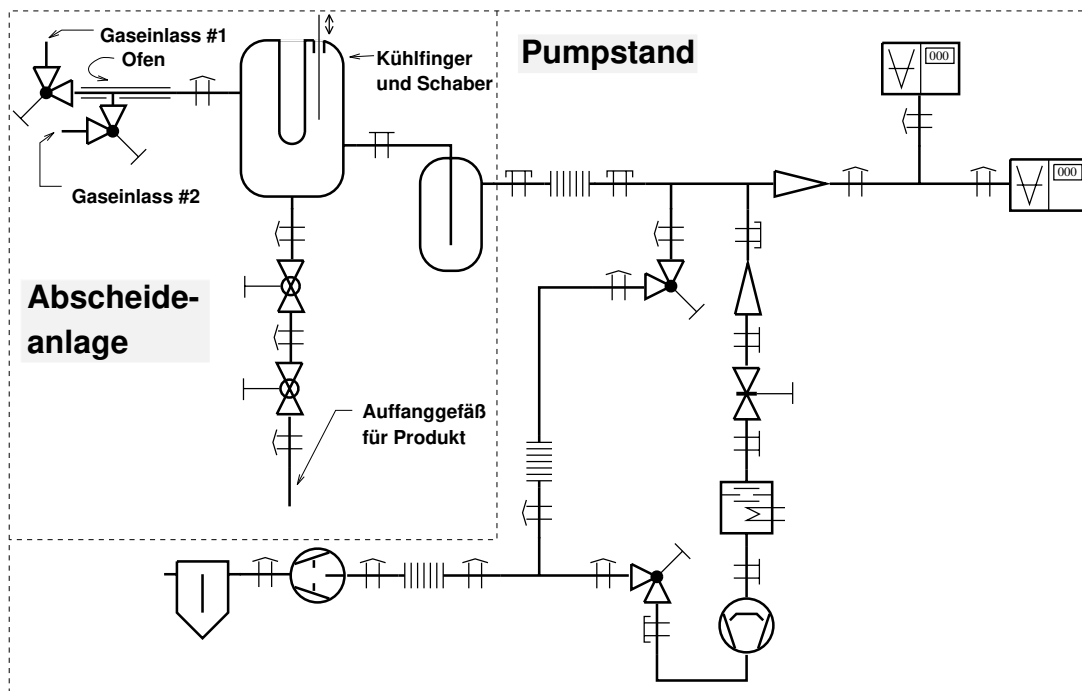 Gaseinlass #1
Ofen
Kühlfinger
und Schaber
Pumpstand
000
000
Gaseinlass #2
Abscheide-
anlage
Auffanggefäß
für Produkt